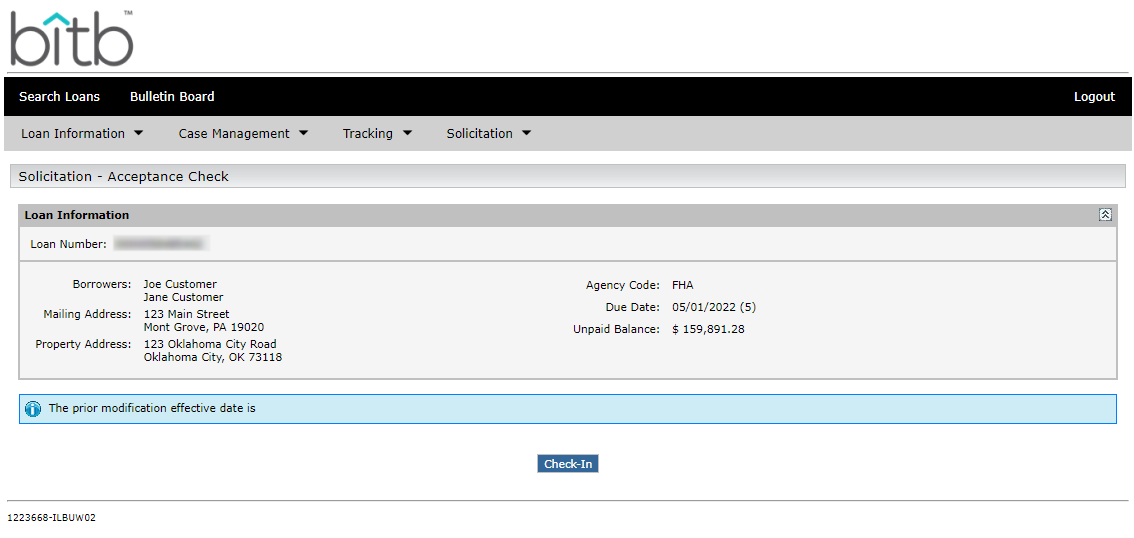 bitb™
Search Loans Bulletin Board Logout
Loan Information Case Management Tracking Solicitation
Solicitation - Acceptance Check
Loan Information
Loan Number:
Borrowers: Joe Customer
Jane Customer
Mailing Address: 123 Main Street
Mont Grove, PA 19020
Property Address: 123 Oklahoma City Road
Oklahoma City, OK 73118
Agency Code: FHA
Due Date: 05/01/2022 (5)
Unpaid Balance: $ 159,891.28
The prior modification effective date is
Check-In
1223668-ILBUW02